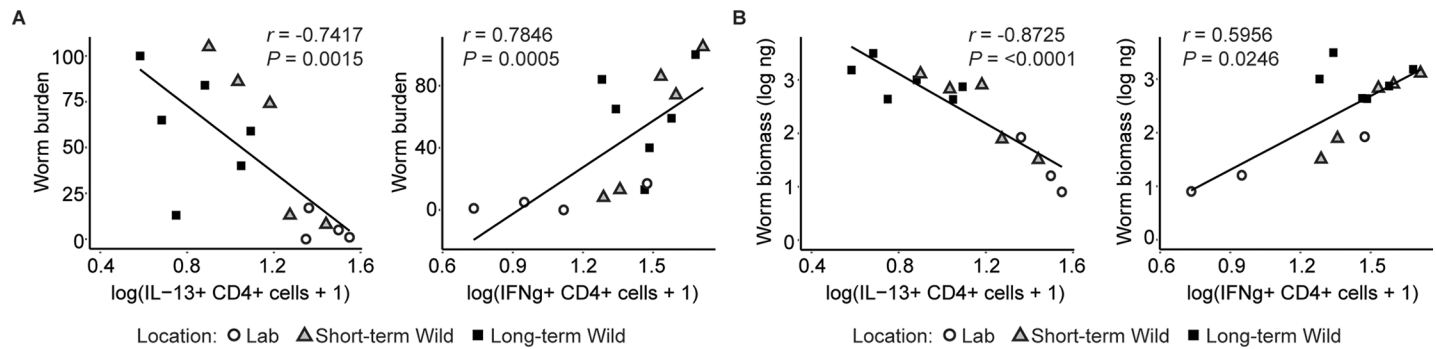 A
r = -0.7417
P = 0.0015
100
75
50
25
0
Worm burden
0.4 0.8 1.2 1.6
log(IL−13+ CD4+ cells + 1)
r = 0.7846
P = 0.0005
80
40
0
Worm burden
0.6 0.9 1.2 1.5
log(IFNg+ CD4+ cells + 1)
Location: Lab Short-term Wild Long-term Wild
B
r = -0.8725
P = <0.0001
3
2
1
0
Worm biomass (log ng)
0.4 0.8 1.2 1.6
log(IL−13+ CD4+ cells + 1)
r = 0.5956
P = 0.0246
3
2
1
0
Worm biomass (log ng)
0.6 0.9 1.2 1.5
log(IFNg+ CD4+ cells + 1)
Location: Lab Short-term Wild Long-term Wild